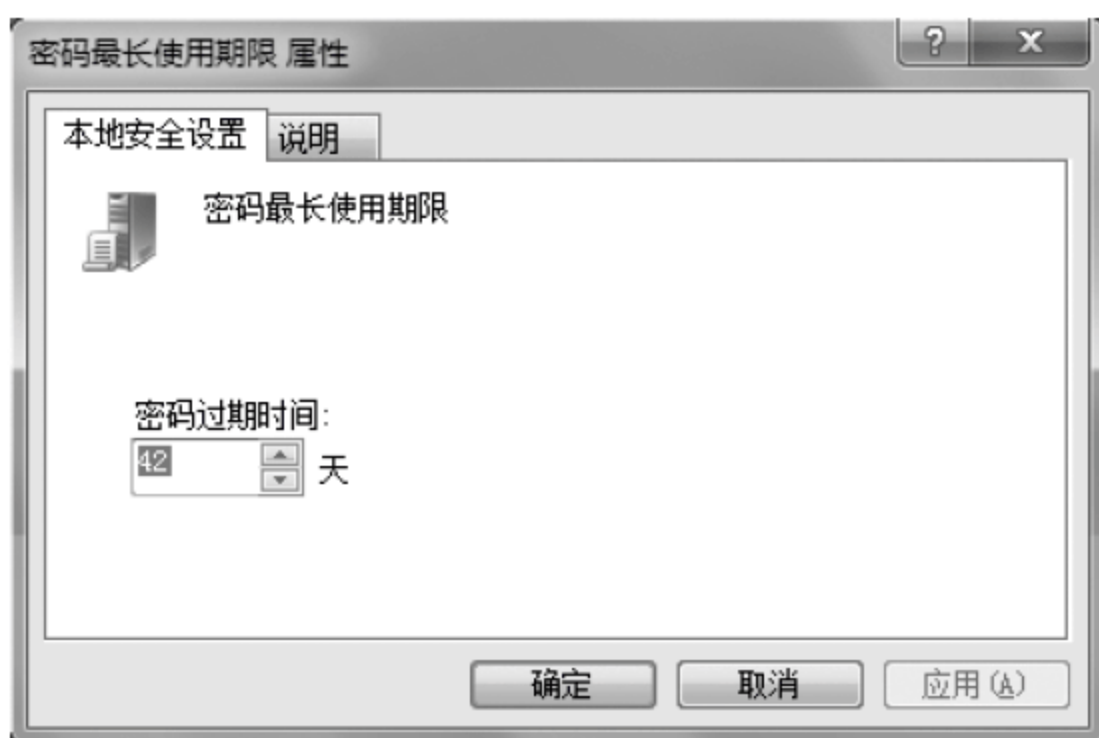 密码最长使用期限 属性
本地安全设置
说明
密码最长使用期限
密码过期时间:
42 天
确定 取消 应用(A)